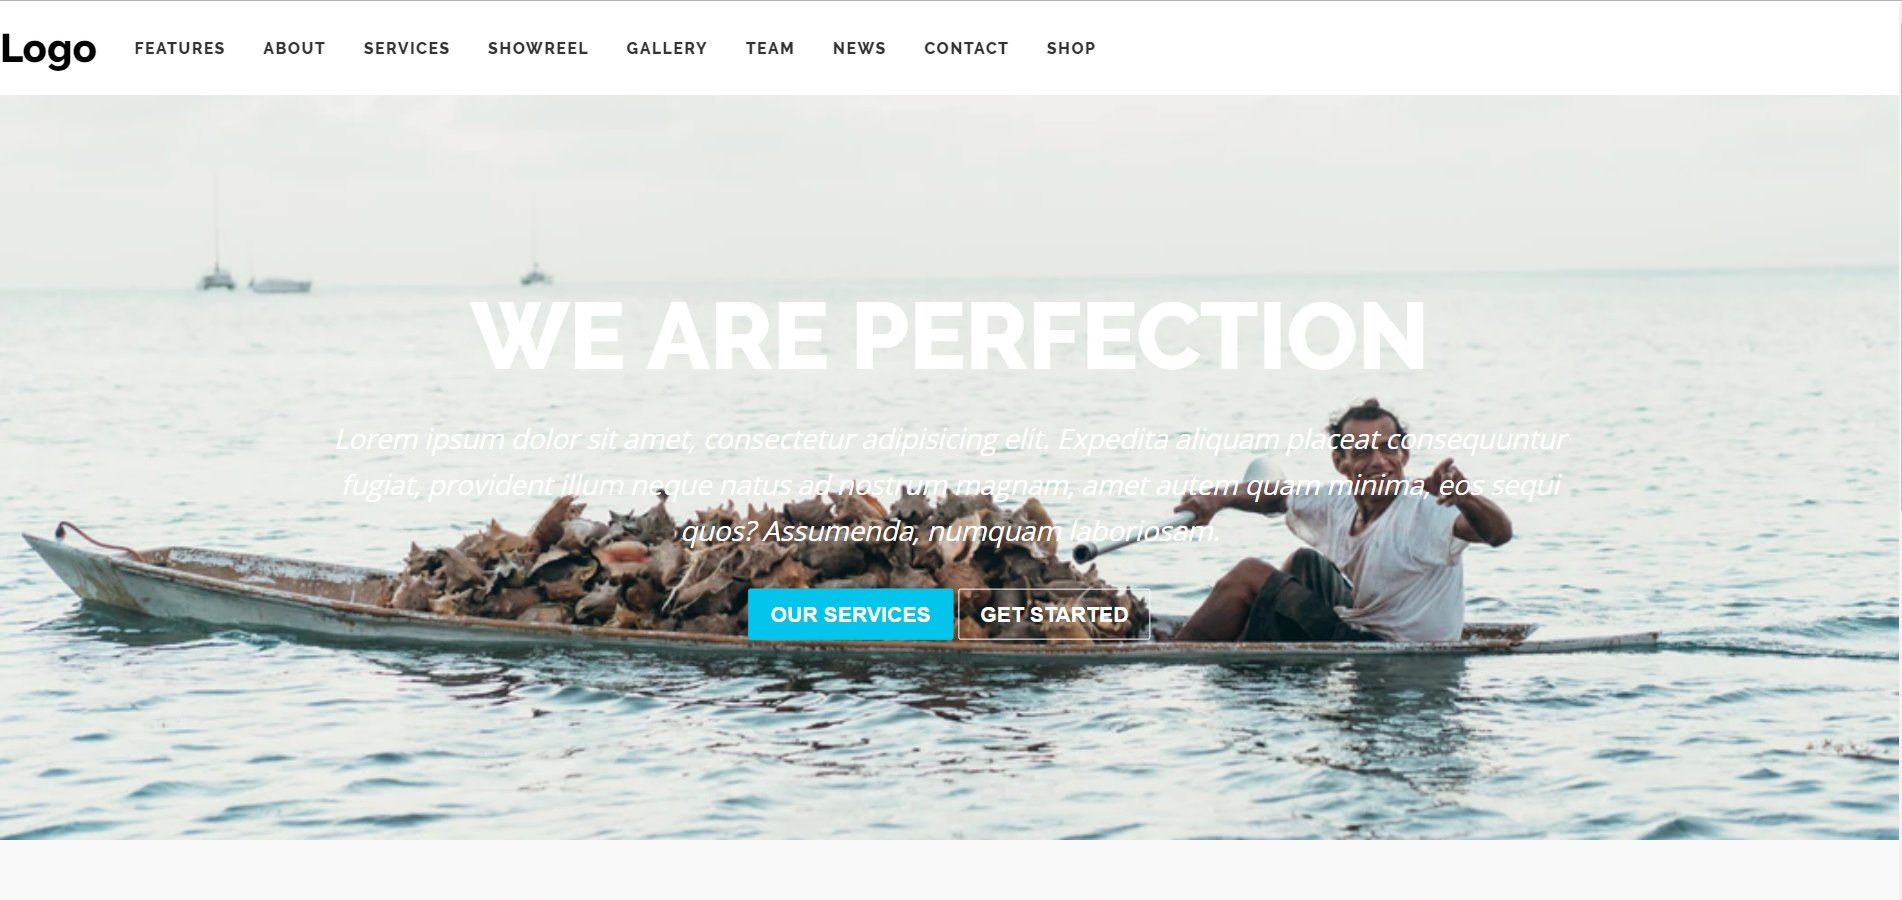 Logo FEATURES ABOUT SERVICES SHOWREEL GALLERY TEAM NEWS CONTACT SHOP
WE ARE PERFECTION
Lorem ipsum dolor sit amet, consectetur adipisicing elit. Expedita aliquam placeat consequuntur
fugiat, provident illum neque natus ad nostrum magnam, amet autem quam minima, eos sequi
quos? Assumenda, numquam laboriosam.
OUR SERVICES GET STARTED